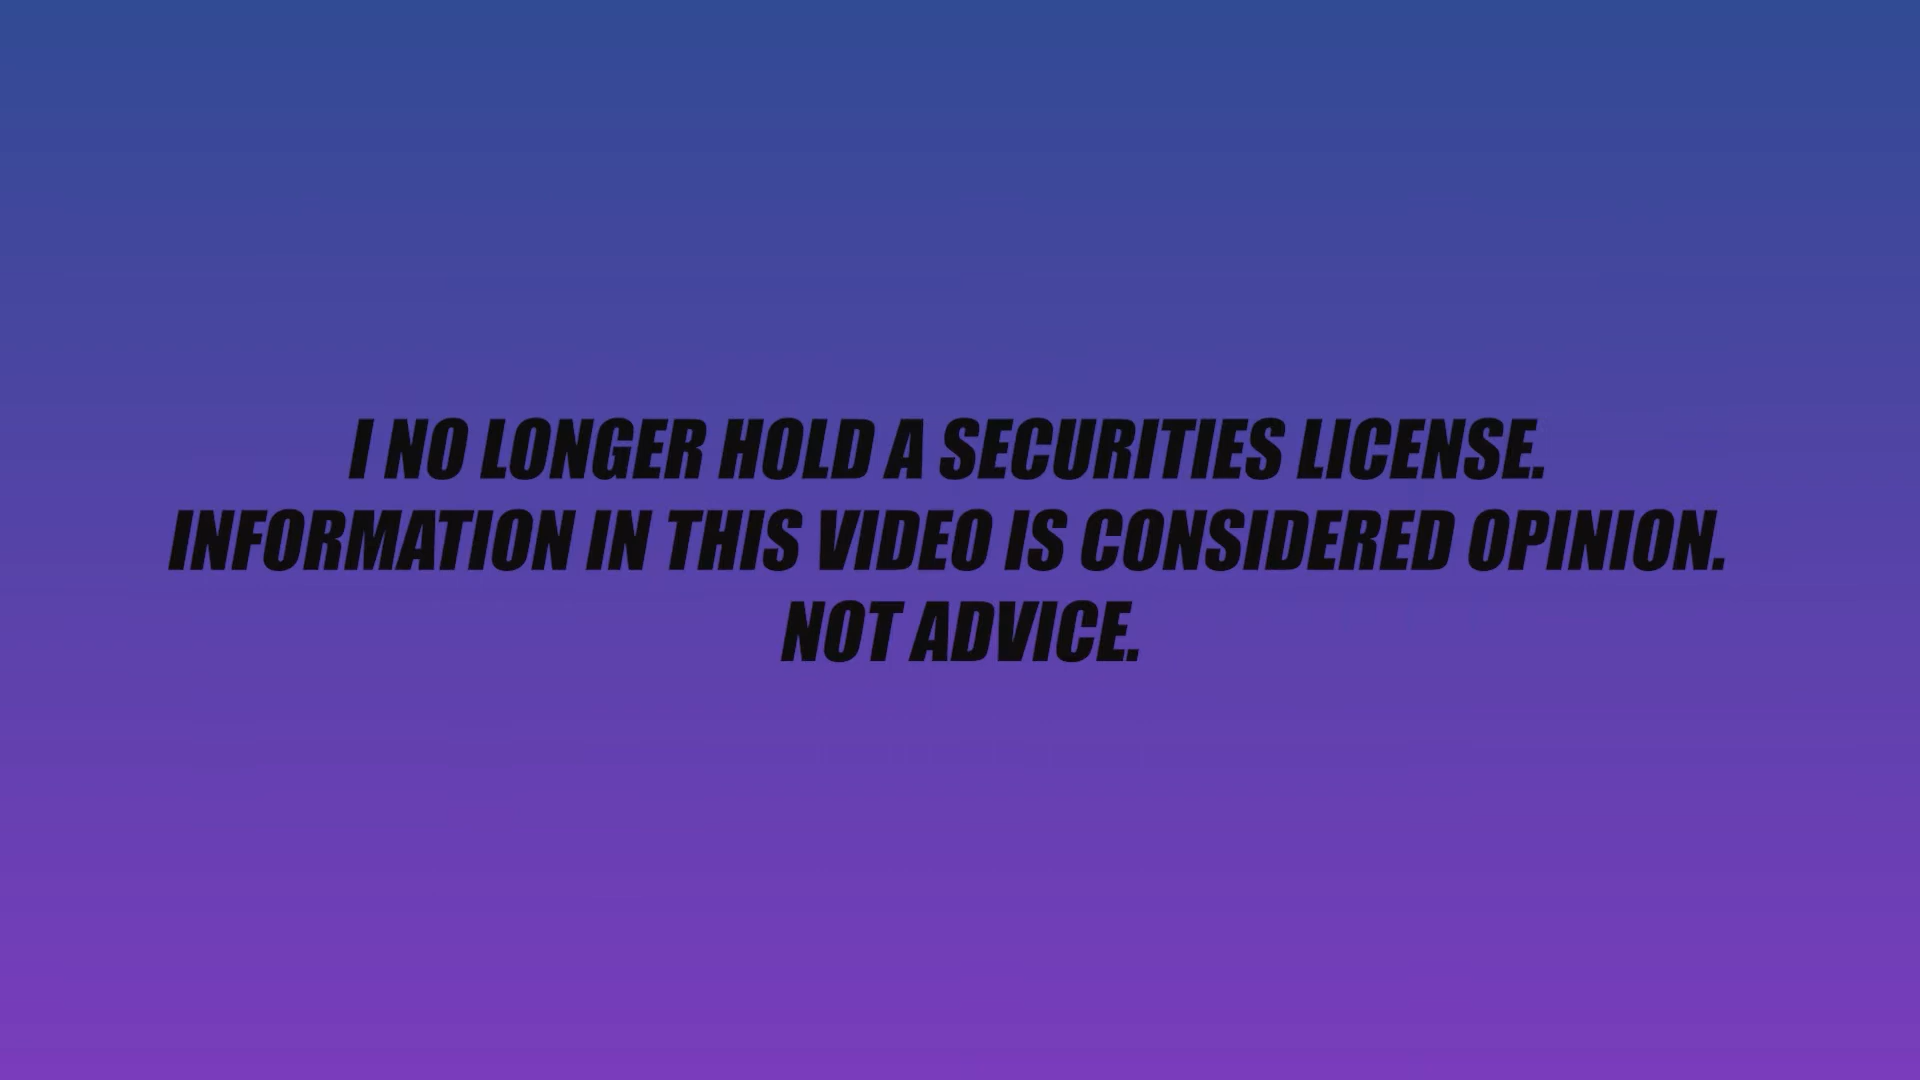 I NO LONGER HOLD A SECURITIES LICENSE.
INFORMATION IN THIS VIDEO IS CONSIDERED OPINION.
NOT ADVICE.